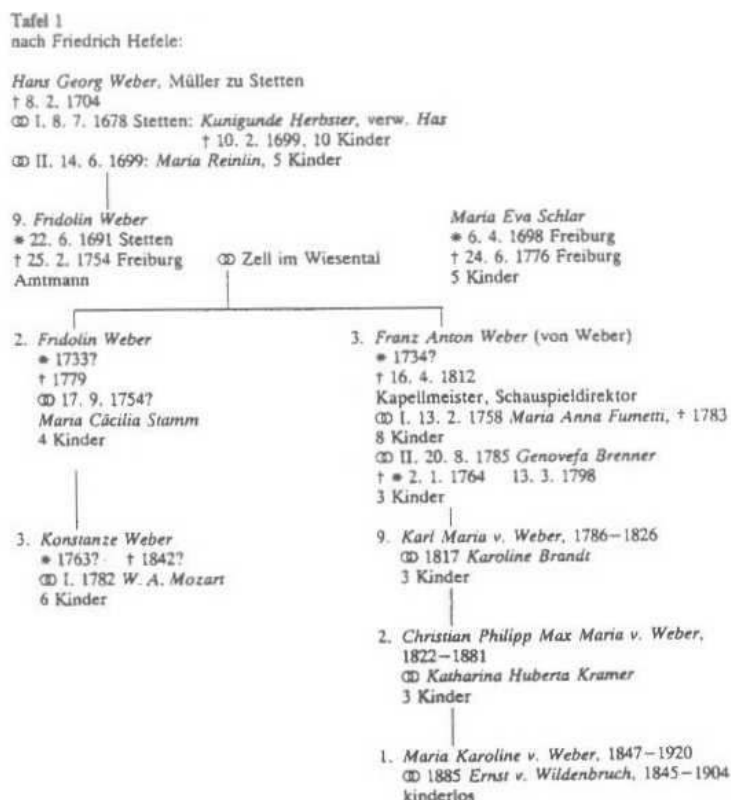 Tafel 1
nach Friedrich Hefele:
Hans Georg Weber, Müller zu Stetten
† 8. 2. 1704
⚭ I. 8. 7. 1678 Stetten: Kunigunde Herbster, verw. Has
† 10. 2. 1699. 10 Kinder
⚭ II. 14. 6. 1699: Maria Reinlin, 5 Kinder
9. Fridolin Weber
* 22. 6. 1691 Stetten
† 25. 2. 1754 Freiburg
Amtmann
⚭ Zell im Wiesental
Maria Eva Schlar
* 6. 4. 1698 Freiburg
† 24. 6. 1776 Freiburg
5 Kinder
2. Fridolin Weber
* 1733?
† 1779
⚭ 17. 9. 1754?
Maria Cäcilia Stamm
4 Kinder
3. Konstanze Weber
* 1763? † 1842?
⚭ I. 1782 W. A. Mozart
6 Kinder
3. Franz Anton Weber (von Weber)
* 1734?
† 16. 4. 1812
Kapellmeister, Schauspieldirektor
⚭ I. 13. 2. 1758 Maria Anna Fumetti, † 1783
8 Kinder
⚭ II. 20. 8. 1785 Genovefa Brenner
† * 2. 1. 1764 13. 3. 1798
3 Kinder
9. Karl Maria v. Weber, 1786–1826
⚭ 1817 Karoline Brandt
3 Kinder
2. Christian Philipp Max Maria v. Weber,
1822–1881
⚭ Katharina Huberta Kramer
3 Kinder
1. Maria Karoline v. Weber, 1847–1920
⚭ 1885 Ernst v. Wildenbruch, 1845–1904
kinderlos